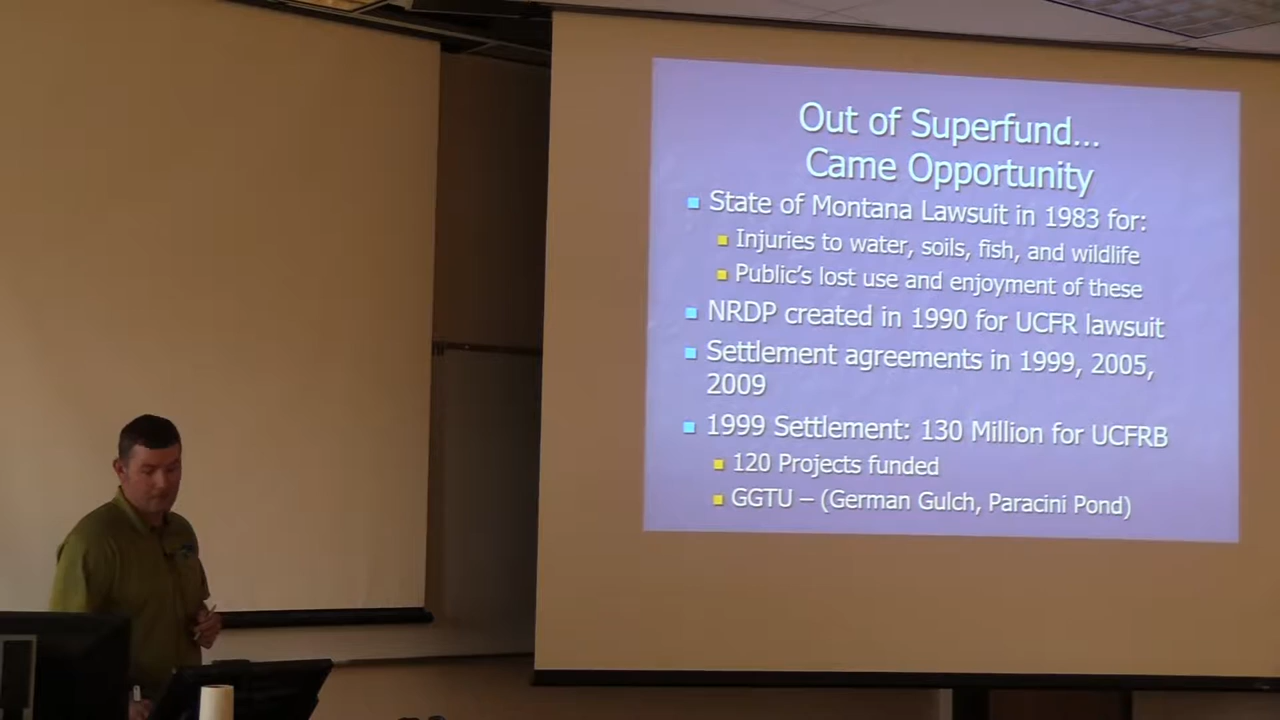 Out of Superfund...
Came Opportunity
State of Montana Lawsuit in 1983 for:
Injuries to water, soils, fish, and wildlife
Public's lost use and enjoyment of these
NRDP created in 1990 for UCFR lawsuit
Settlement agreements in 1999, 2005,
2009
1999 Settlement: 130 Million for UCFRB
120 Projects funded
GGTU – (German Gulch, Paracini Pond)